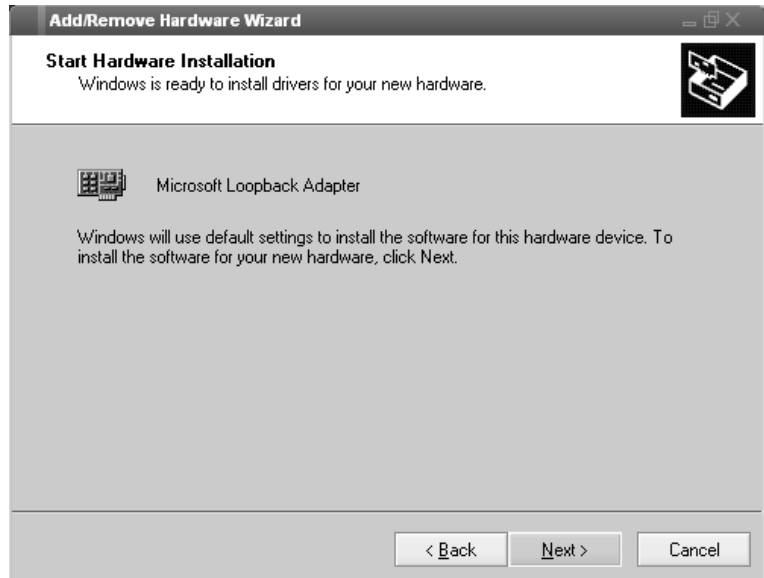 Add/Remove Hardware Wizard
Start Hardware Installation
Windows is ready to install drivers for your new hardware.
Microsoft Loopback Adapter
Windows will use default settings to install the software for this hardware device. To
install the software for your new hardware, click Next.
< Back
Next >
Cancel